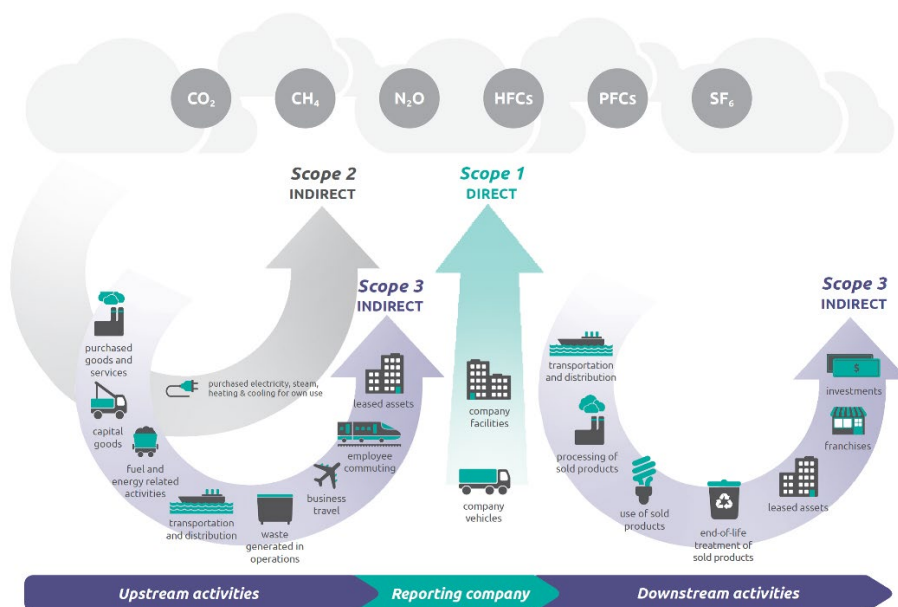 CO₂
CH₄
N₂O
HFCs
PFCs
SF₆
Scope 2
INDIRECT
Scope 1
DIRECT
Scope 3
INDIRECT
Scope 3
INDIRECT
purchased
goods and
services
capital
goods
fuel and
energy related
activities
transportation
and distribution
waste
generated in
operations
business
travel
employee
commuting
leased assets
purchased electricity, steam,
heating & cooling for own use
company
facilities
company
vehicles
transportation
and distribution
processing of
sold products
use of sold
products
end-of-life
treatment of
sold products
leased assets
franchises
investments
$
Upstream activities
Reporting company
Downstream activities